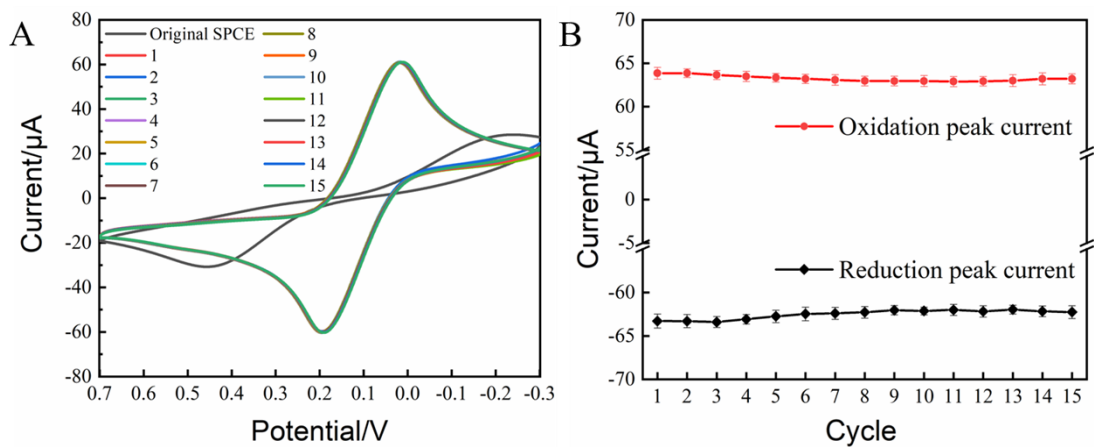 A
Original SPCE 8
1 9
2 10
3 11
4 12
5 13
6 14
7 15
80
60
40
20
0
-20
-40
-60
-80
Current/µA
0.7 0.6 0.5 0.4 0.3 0.2 0.1 0.0 -0.1 -0.2 -0.3
Potential/V
B
70
65
60
55
0
-5
-60
-65
-70
Current/µA
Oxidation peak current
Reduction peak current
1 2 3 4 5 6 7 8 9 10 11 12 13 14 15
Cycle